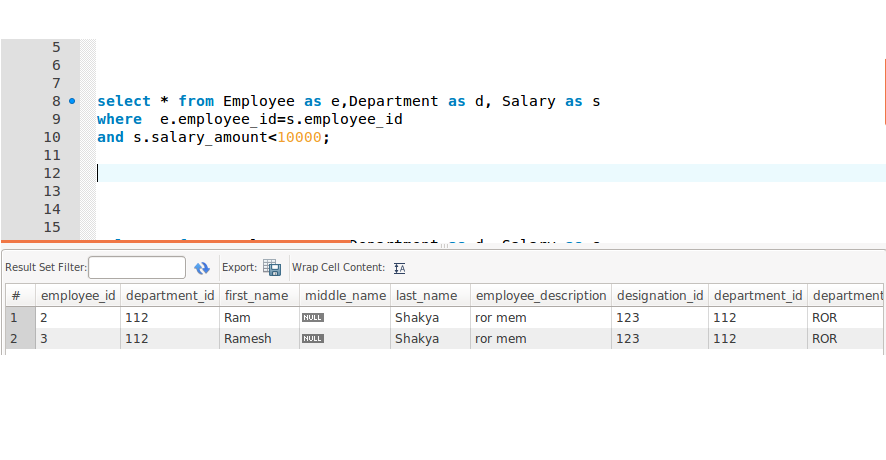 5
6
7
8 select * from Employee as e,Department as d, Salary as s
9 where  e.employee_id=s.employee_id
10 and s.salary_amount<10000;
11
12
13
14
15
Result Set Filter: Export: Wrap Cell Content: IA
# employee_id department_id first_name middle_name last_name employee_description designation_id department_id department
1 2 112 Ram NULL Shakya ror mem 123 112 ROR
2 3 112 Ramesh NULL Shakya ror mem 123 112 ROR